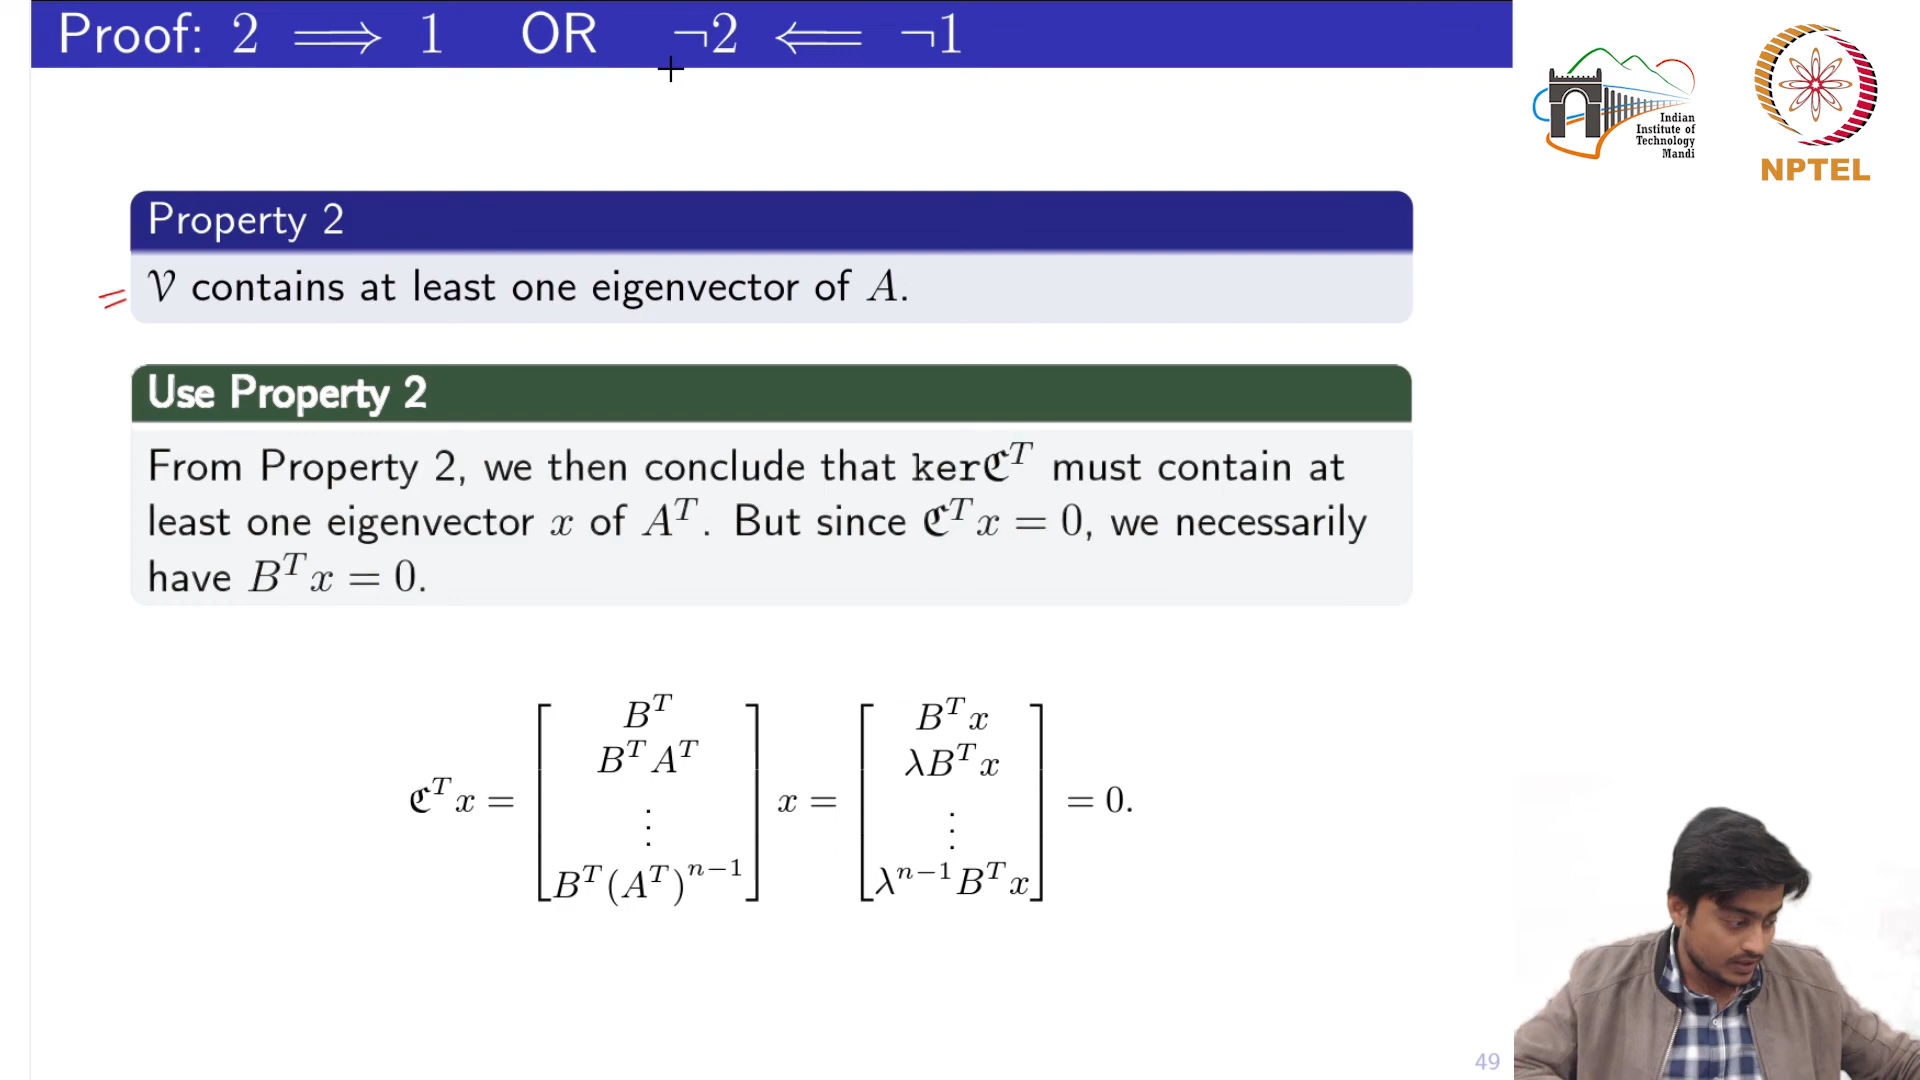 Proof: 2 ⟹ 1 OR ¬2 ⟸ ¬1
Indian
Institute of
Technology
Mandi
NPTEL
Property 2
𝒱 contains at least one eigenvector of A.
Use Property 2
From Property 2, we then conclude that kerℭ^T must contain at
least one eigenvector x of A^T. But since ℭ^T x = 0, we necessarily
have B^T x = 0.
ℭ^T x = [ B^T ; B^T A^T ; ⋮ ; B^T (A^T)^{n−1} ] x = [ B^T x ; λB^T x ; ⋮ ; λ^{n−1} B^T x ] = 0.
49